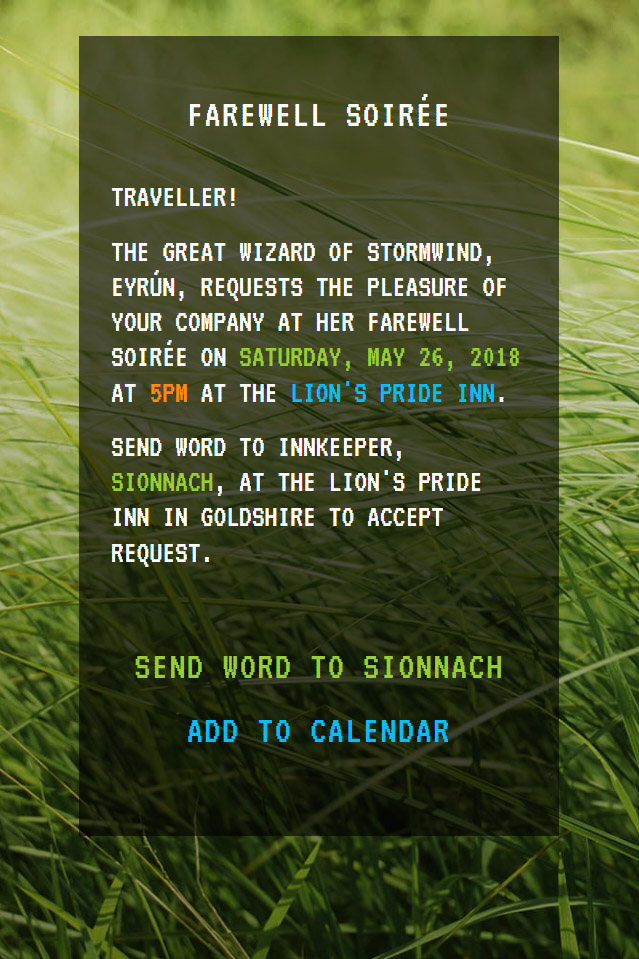 FAREWELL SOIRÉE
TRAVELLER!
THE GREAT WIZARD OF STORMWIND,
EYRÚN, REQUESTS THE PLEASURE OF
YOUR COMPANY AT HER FAREWELL
SOIRÉE ON SATURDAY, MAY 26, 2018
AT 5PM AT THE LION'S PRIDE INN.
SEND WORD TO INNKEEPER,
SIONNACH, AT THE LION'S PRIDE
INN IN GOLDSHIRE TO ACCEPT
REQUEST.
SEND WORD TO SIONNACH
ADD TO CALENDAR